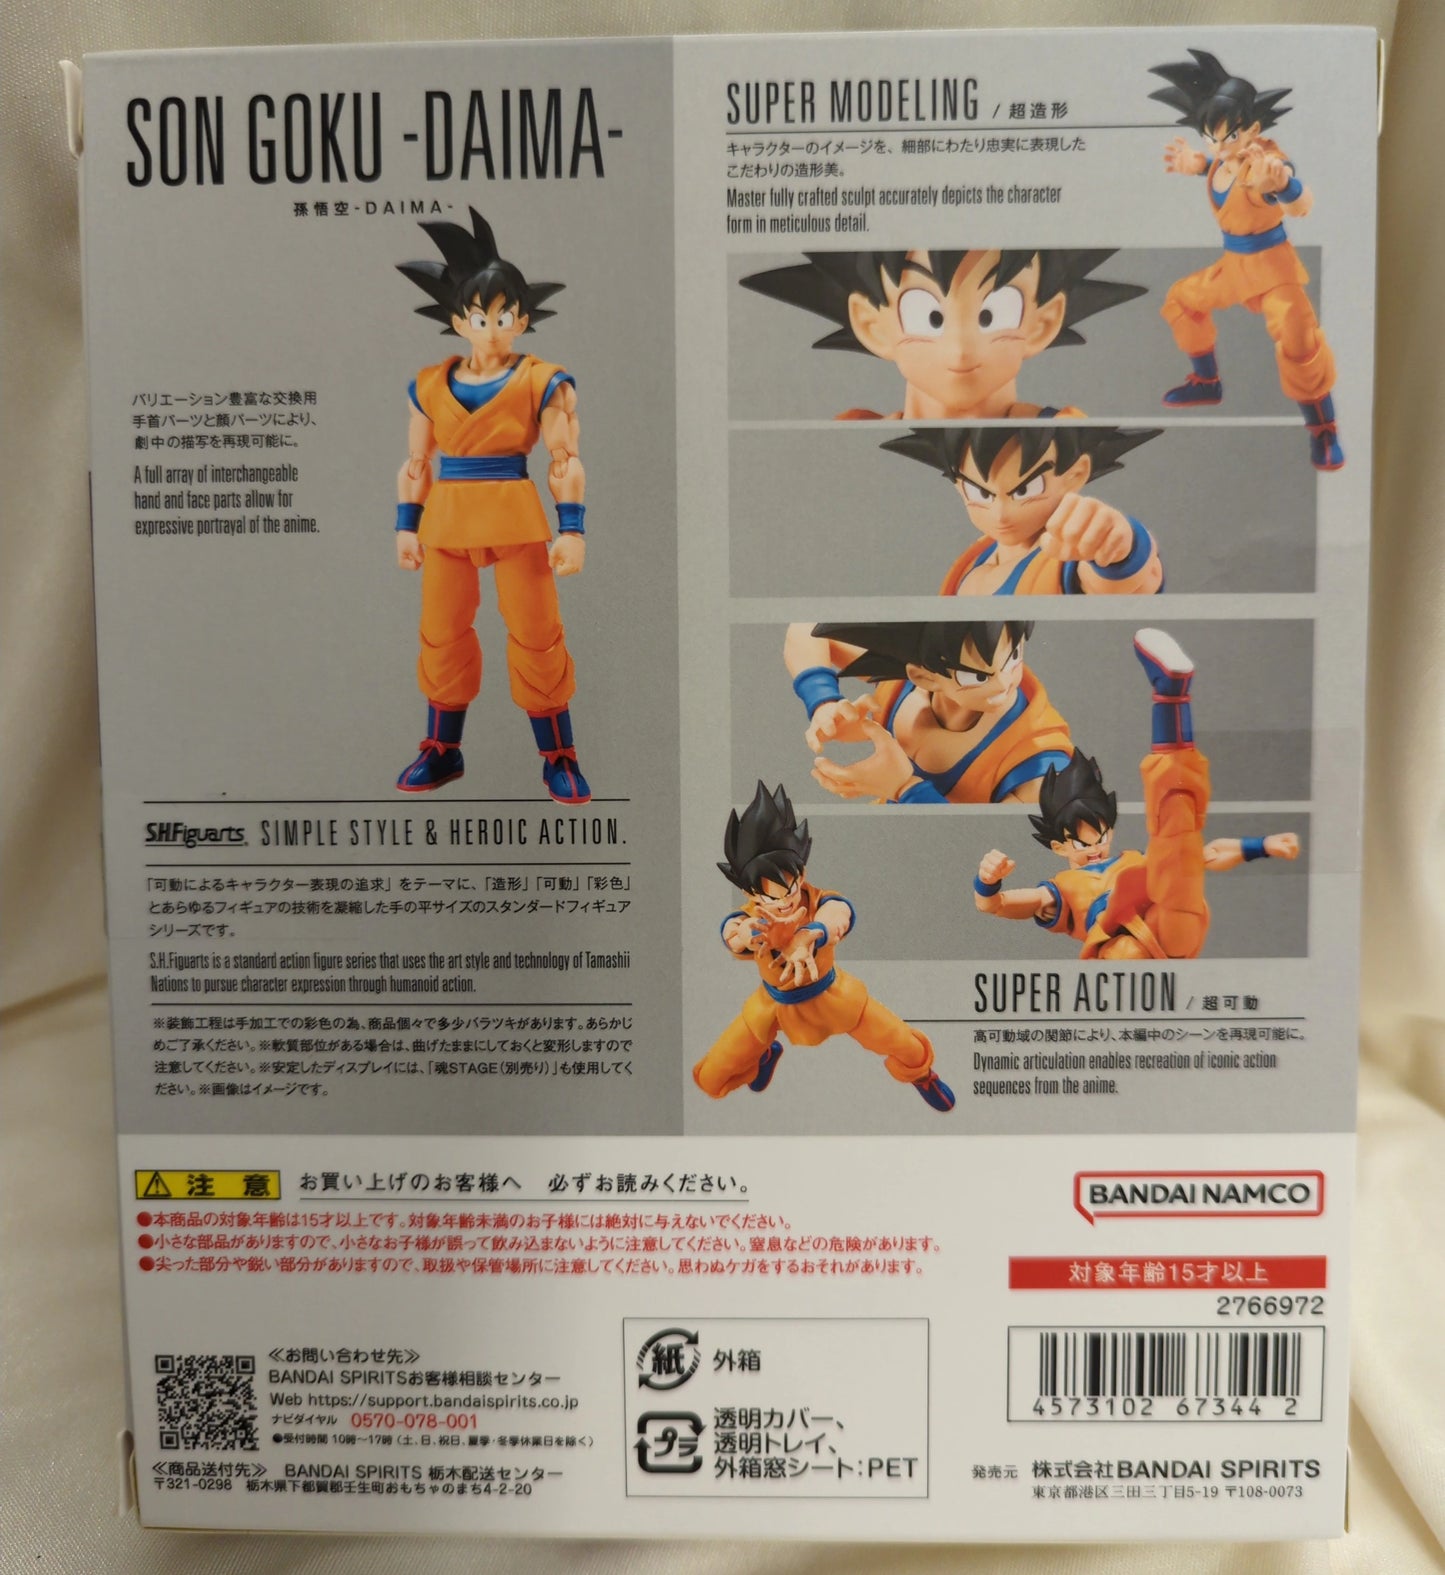 SON GOKU -DAIMA-
孫悟空-DAIMA-
バリエーション豊富な交換用
手首パーツと顔パーツにより、
劇中の描写を再現可能に。
A full array of interchangeable
hand and face parts allow for
expressive portrayal of the anime.
S.H.Figuarts. SIMPLE STYLE & HEROIC ACTION.
「可動によるキャラクター表現の追求」をテーマに、「造形」「可動」「彩色」
とあらゆるフィギュアの技術を凝縮した手の平サイズのスタンダードフィギュア
シリーズです。
S.H.Figuarts is a standard action figure series that uses the art style and technology of Tamashii
Nations to pursue character expression through humanoid action.
※装飾工程は手加工での彩色の為、商品個々で多少バラツキがあります。あらかじ
めご了承ください。※軟質部位がある場合は、曲げたままにしておくと変形しますので
注意してください。※安定したディスプレイには、「魂STAGE(別売り)」も使用してく
ださい。※画像はイメージです。
SUPER MODELING / 超造形
キャラクターのイメージを、細部にわたり忠実に表現した
こだわりの造形美。
Master fully crafted sculpt accurately depicts the character
form in meticulous detail.
SUPER ACTION / 超可動
高可動域の関節により、本編中のシーンを再現可能に。
Dynamic articulation enables recreation of iconic action
sequences from the anime.
注意 お買い上げのお客様へ 必ずお読みください。
●本商品の対象年齢は15才以上です。対象年齢未満のお子様には絶対に与えないでください。
●小さな部品がありますので、小さなお子様が誤って飲み込まないように注意してください。窒息などの危険があります。
●尖った部分や鋭い部分がありますので、取扱や保管場所に注意してください。思わぬケガをするおそれがあります。
≪お問い合わせ先≫
BANDAI SPIRITSお客様相談センター
Web https://support.bandaispirits.co.jp
ナビダイヤル 0570-078-001
●受付時間 10時～17時(土、日、祝日、夏季・冬季休業日を除く)
≪商品送付先≫ BANDAI SPIRITS 栃木配送センター
〒321-0298 栃木県下都賀郡壬生町おもちゃのまち4-2-20
紙 外箱
プラ 透明カバー、
透明トレイ、
外箱窓シート:PET
BANDAI NAMCO
対象年齢15才以上
2766972
4573102 67344 2
発売元 株式会社BANDAI SPIRITS
東京都港区三田三丁目5-19 〒108-0073